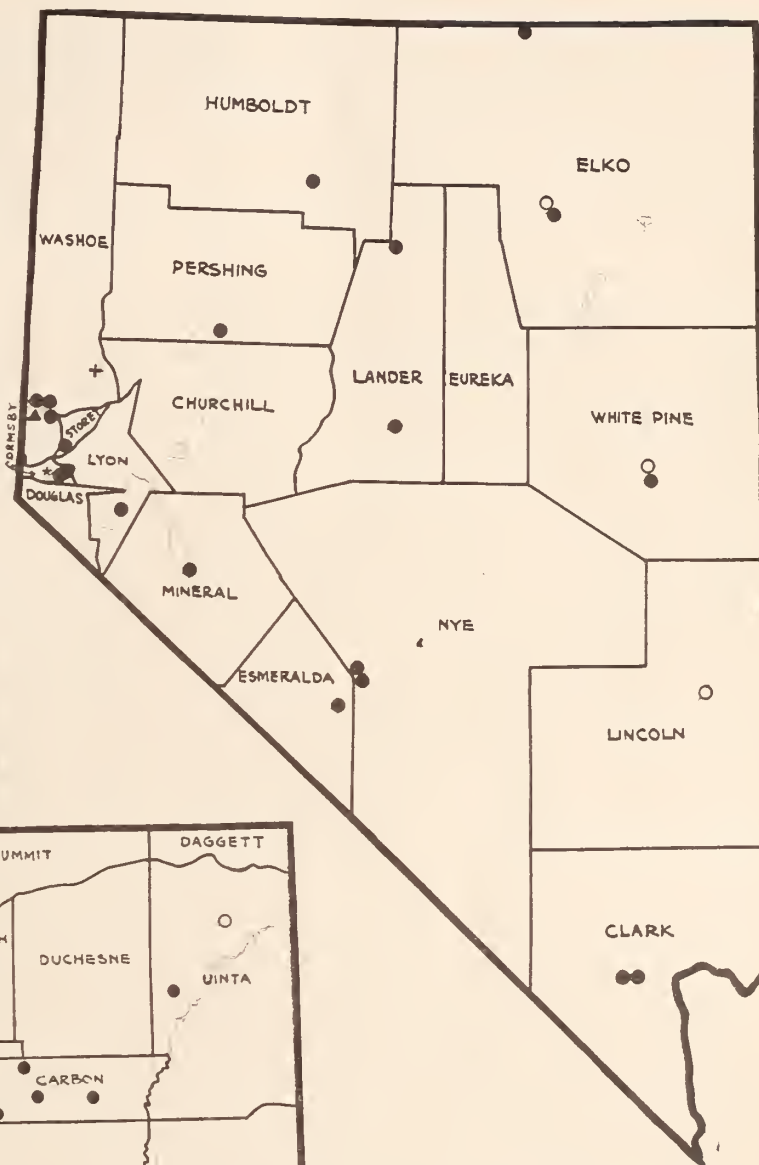 HUMBOLDT
ELKO
WASHOE
PERSHING
LANDER
EUREKA
CHURCHILL
WHITE PINE
STOREY
ORMSBY
LYON
DOUGLAS
MINERAL
NYE
ESMERALDA
LINCOLN
CLARK
UMMIT
DAGGETT
H
DUCHESNE
UINTA
CARBON